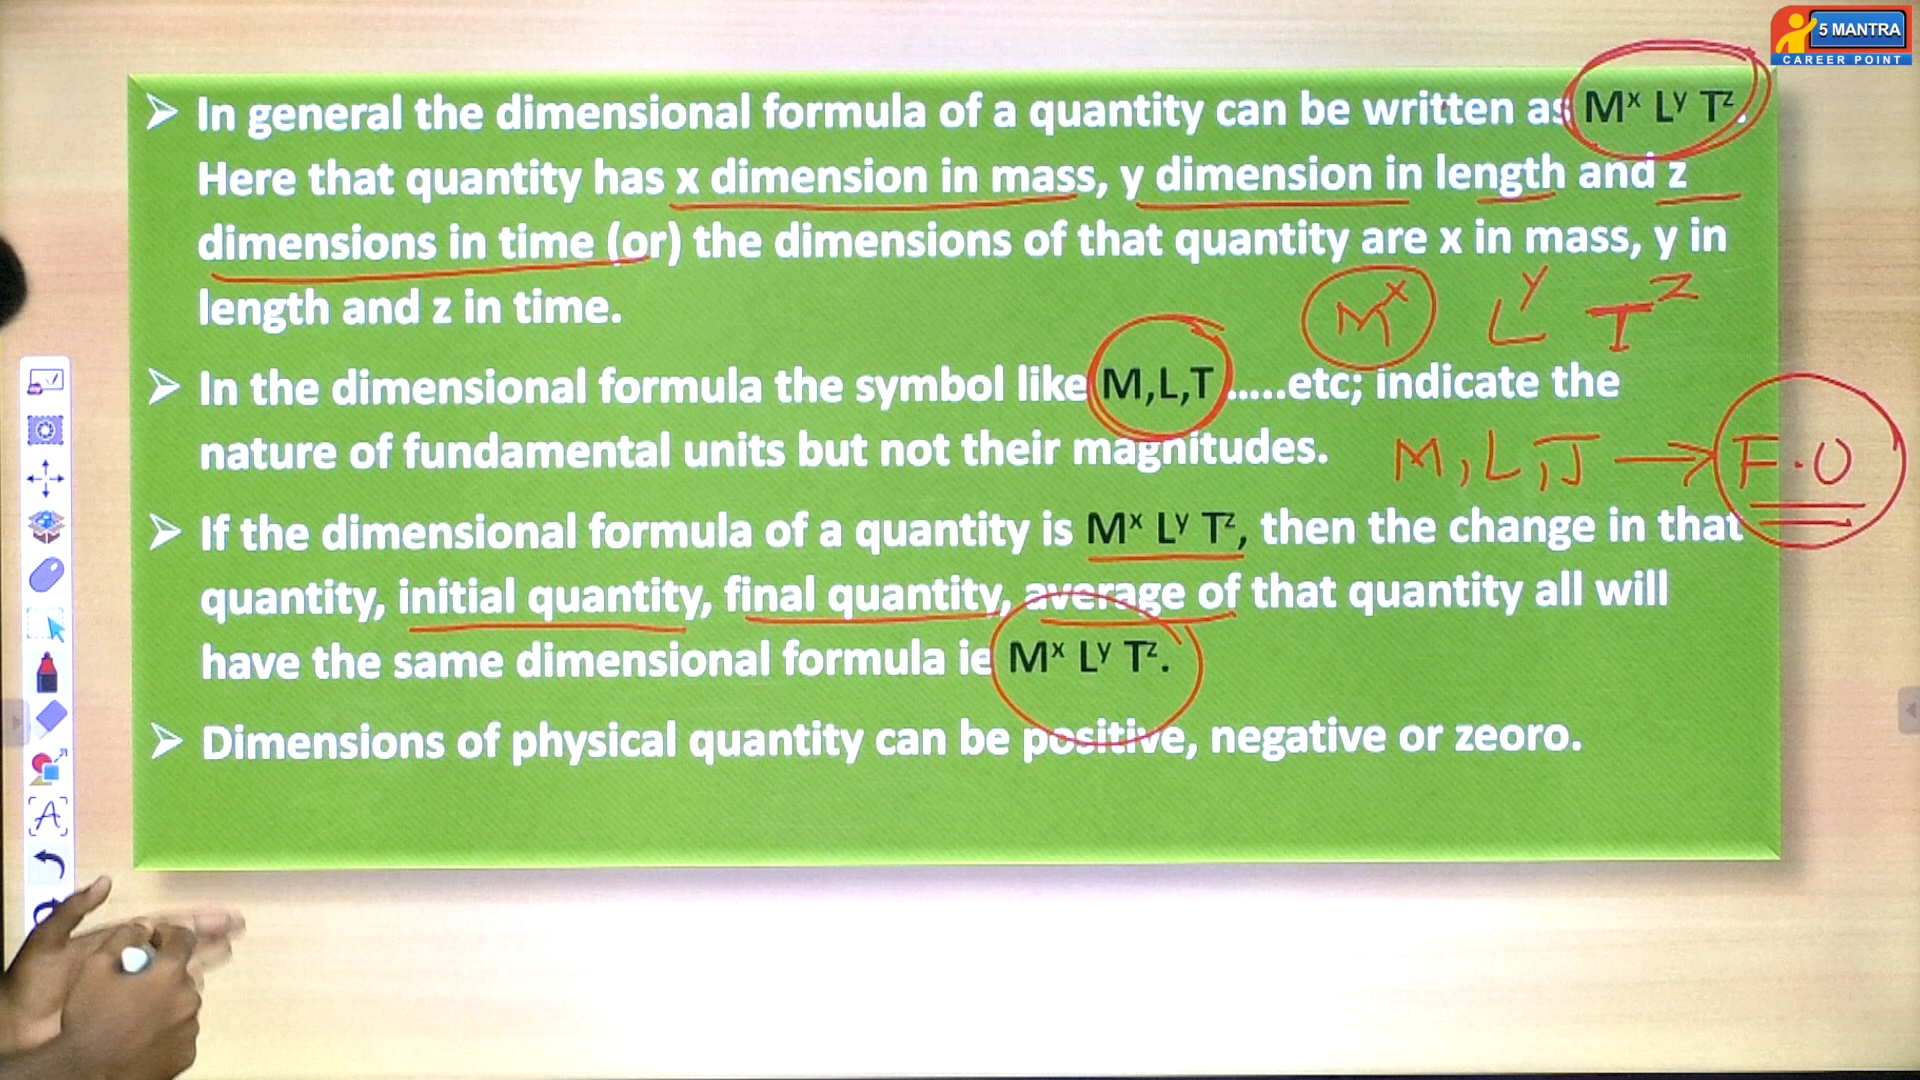 5 MANTRA
CAREER POINT
➢ In general the dimensional formula of a quantity can be written as Mˣ Lʸ Tᶻ.
Here that quantity has x dimension in mass, y dimension in length and z
dimensions in time (or) the dimensions of that quantity are x in mass, y in
length and z in time.
Mˣ Lʸ Tᶻ
➢ In the dimensional formula the symbol like M,L,T .....etc; indicate the
nature of fundamental units but not their magnitudes.
M, L, T → F.Q
➢ If the dimensional formula of a quantity is Mˣ Lʸ Tᶻ, then the change in that
quantity, initial quantity, final quantity, average of that quantity all will
have the same dimensional formula ie Mˣ Lʸ Tᶻ.
➢ Dimensions of physical quantity can be positive, negative or zeoro.